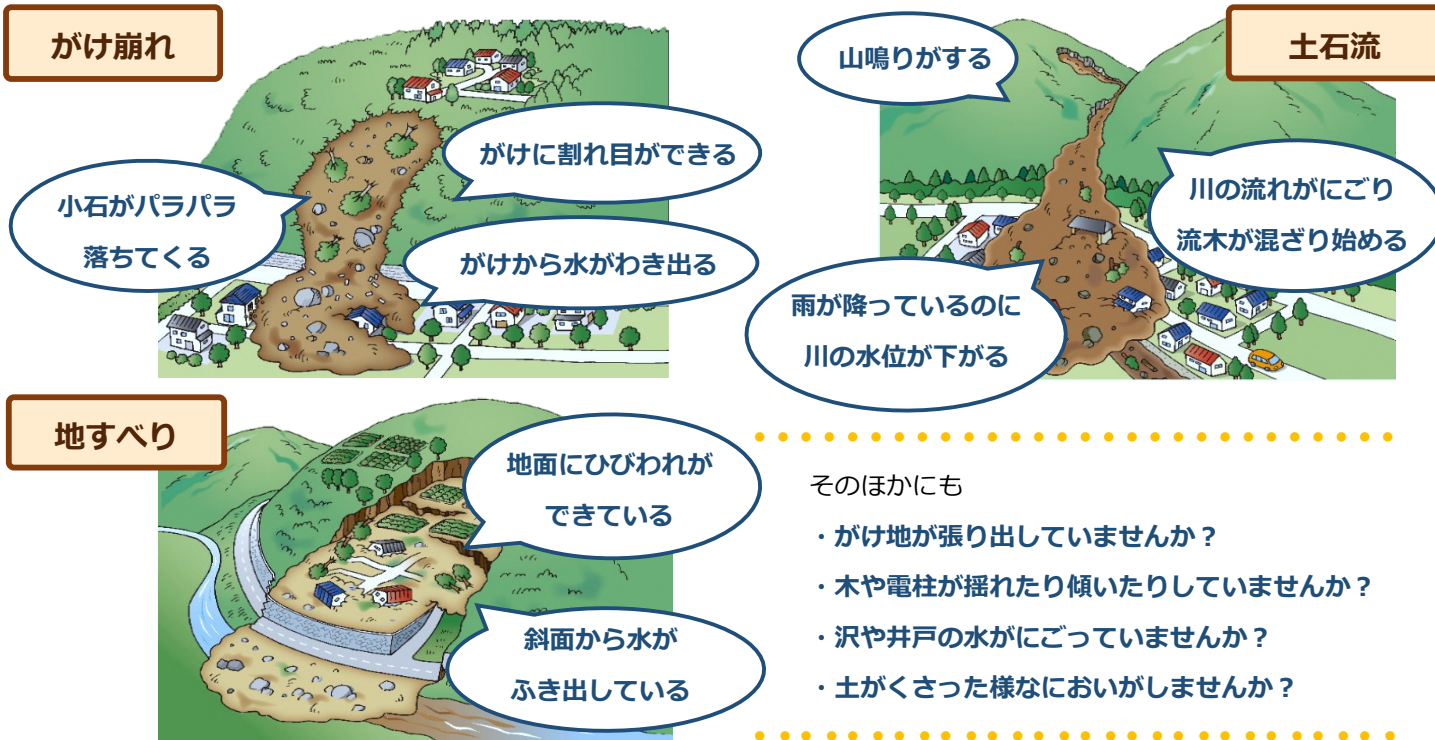 がけ崩れ
がけに割れ目ができる
小石がパラパラ
落ちてくる
がけから水がわき出る
土石流
山鳴りがする
川の流れがにごり
流木が混ざり始める
雨が降っているのに
川の水位が下がる
地すべり
地面にひびわれが
できている
斜面から水が
ふき出している
そのほかにも
・がけ地が張り出していませんか？
・木や電柱が揺れたり傾いたりしていませんか？
・沢や井戸の水がにごっていませんか？
・土がくさった様なにおいがしませんか？